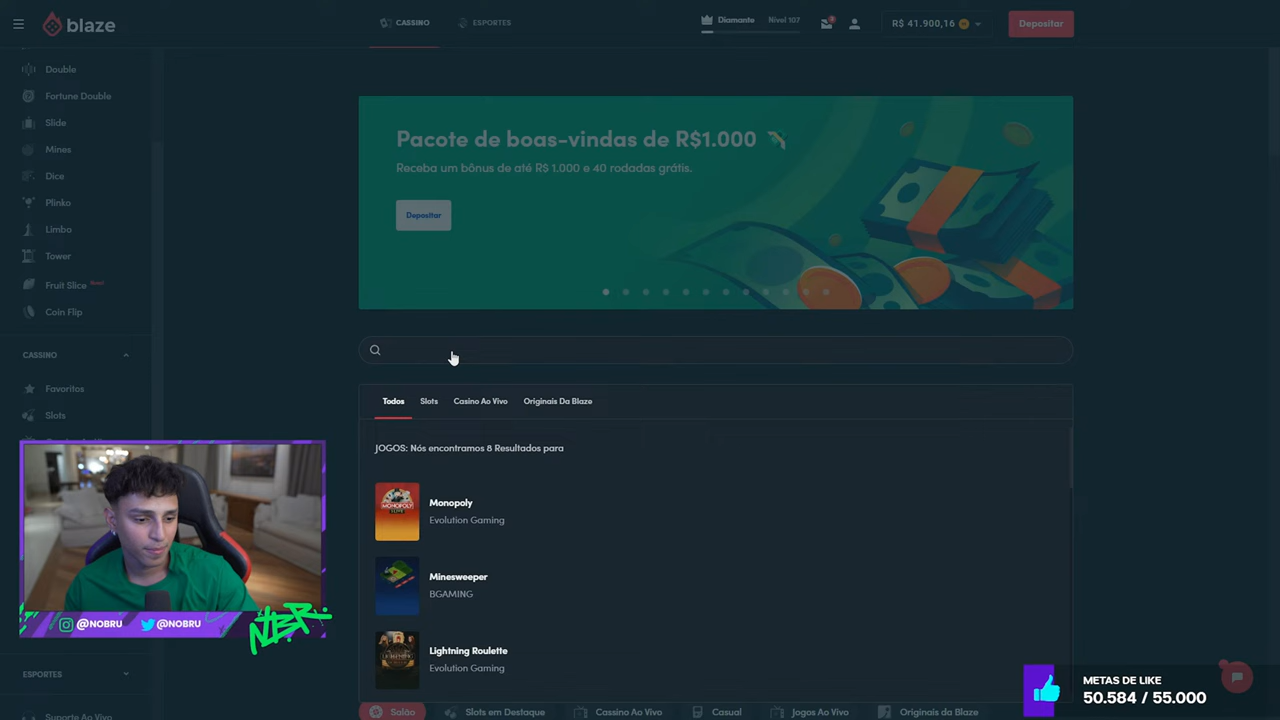 blaze
CASSINO
ESPORTES
Diamante
Nível 107
R$ 41.900,16
Depositar
Double
Fortune Double
Slide
Mines
Dice
Plinko
Limbo
Tower
Fruit Slice
Coin Flip
CASSINO
Favoritos
Slots
ESPORTES
Suporte Ao Vivo
Pacote de boas-vindas de R$1.000
Receba um bônus de até R$ 1.000 e 40 rodadas grátis.
Depositar
Todos
Slots
Casino Ao Vivo
Originais Da Blaze
JOGOS: Nós encontramos 8 Resultados para
Monopoly
Evolution Gaming
Minesweeper
BGAMING
Lightning Roulette
Evolution Gaming
Salão
Slots em Destaque
Cassino Ao Vivo
Casual
Jogos Ao Vivo
Originais da Blaze
@NOBRU
@NOBRU
NBR
METAS DE LIKE
50.584 / 55.000